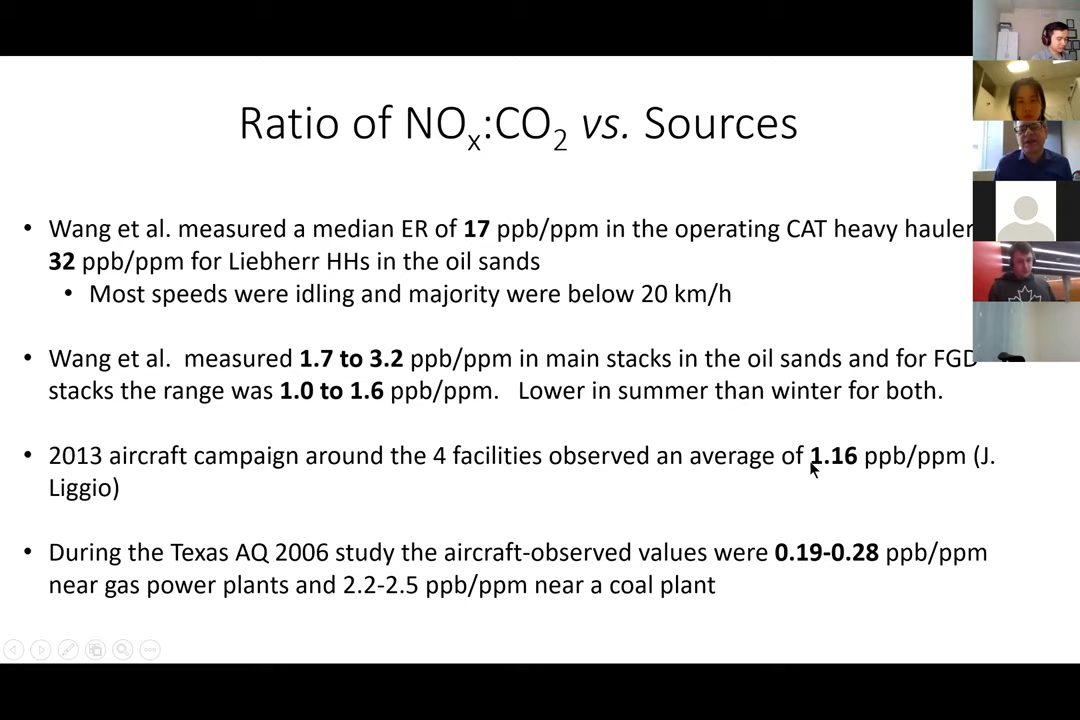 Ratio of NOx:CO2 vs. Sources
• Wang et al. measured a median ER of 17 ppb/ppm in the operating CAT heavy hauler
32 ppb/ppm for Liebherr HHs in the oil sands
• Most speeds were idling and majority were below 20 km/h
• Wang et al.  measured 1.7 to 3.2 ppb/ppm in main stacks in the oil sands and for FGD
stacks the range was 1.0 to 1.6 ppb/ppm.   Lower in summer than winter for both.
• 2013 aircraft campaign around the 4 facilities observed an average of 1.16 ppb/ppm (J.
Liggio)
• During the Texas AQ 2006 study the aircraft-observed values were 0.19-0.28 ppb/ppm
near gas power plants and 2.2-2.5 ppb/ppm near a coal plant